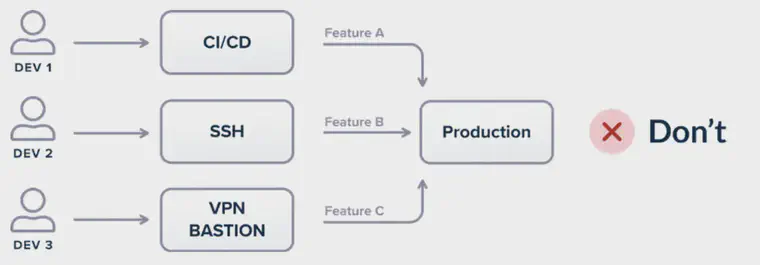 DEV 1
CI/CD
Feature A
DEV 2
SSH
Feature B
Production
Don't
DEV 3
VPN
BASTION
Feature C